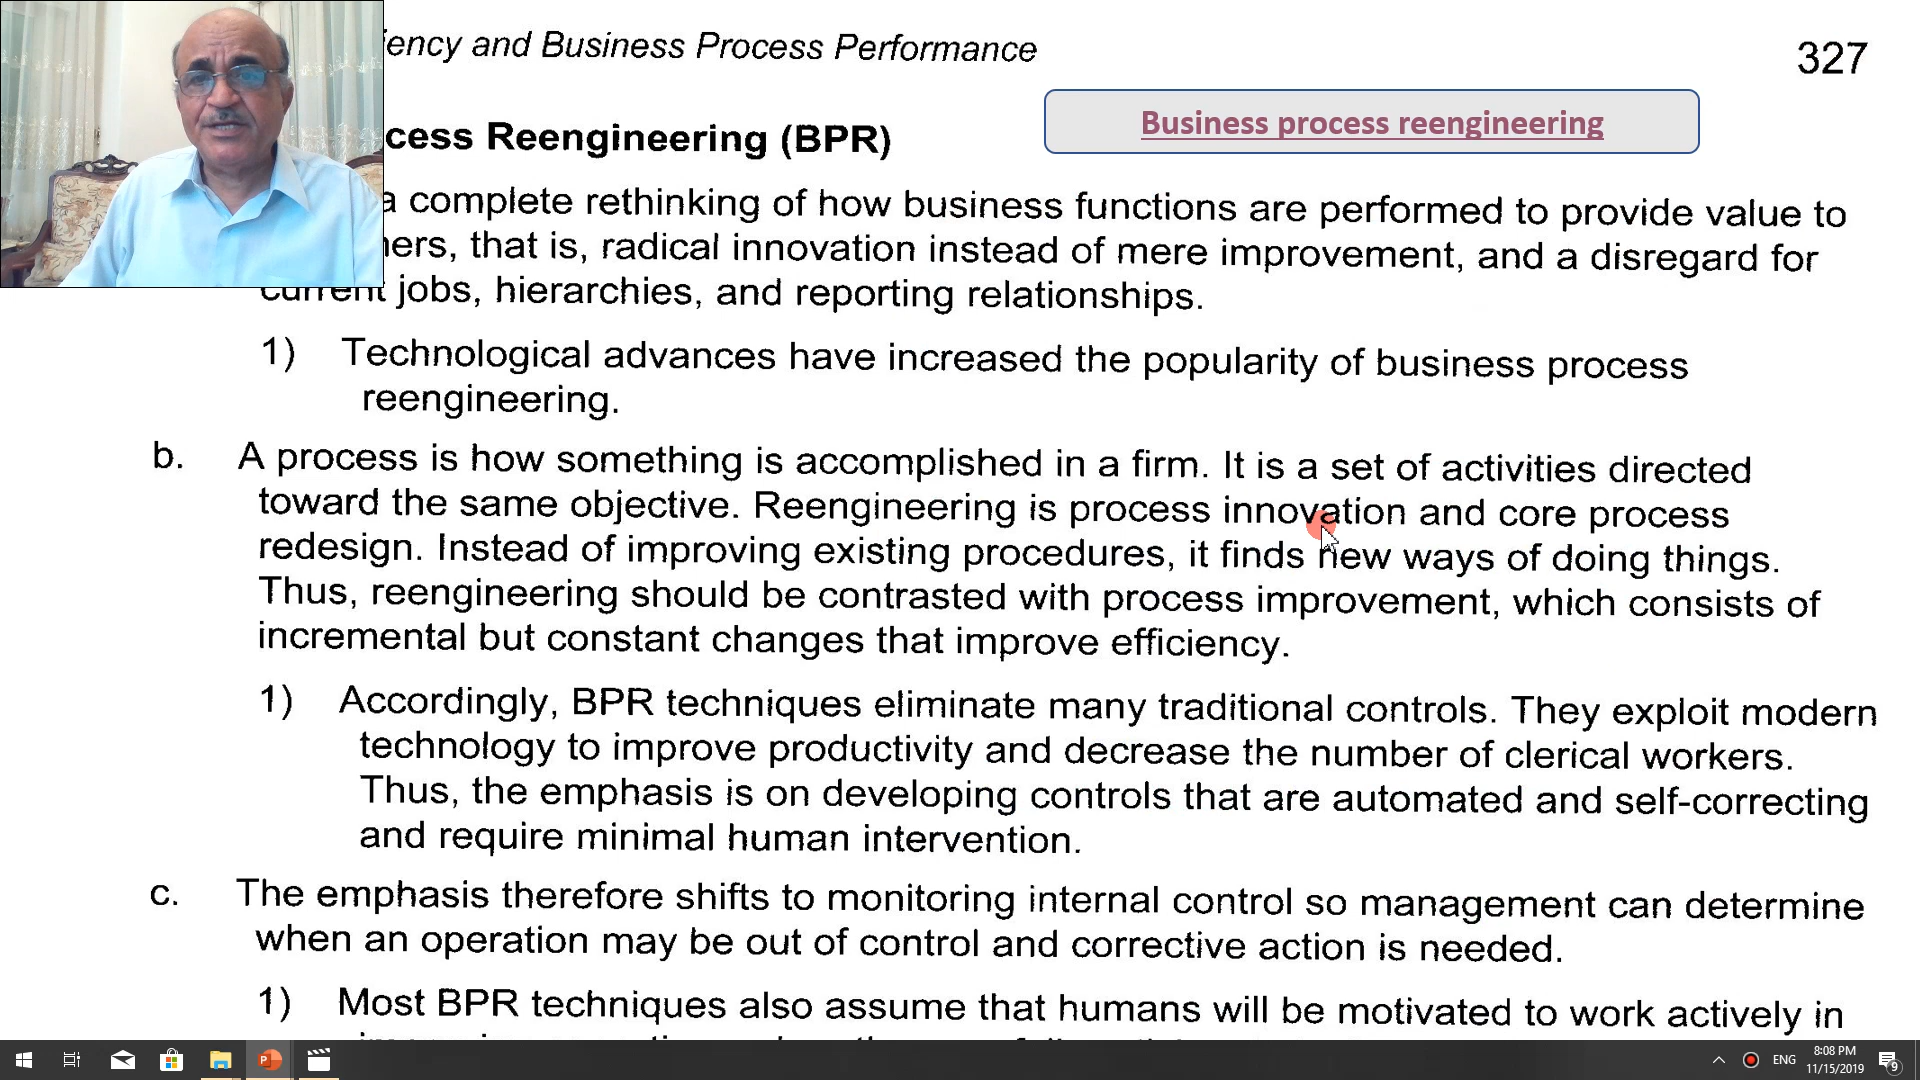 ency and Business Process Performance
327
Business process reengineering
cess Reengineering (BPR)
a complete rethinking of how business functions are performed to provide value to
ers, that is, radical innovation instead of mere improvement, and a disregard for
current jobs, hierarchies, and reporting relationships.
1) Technological advances have increased the popularity of business process
reengineering.
b. A process is how something is accomplished in a firm. It is a set of activities directed
toward the same objective. Reengineering is process innovation and core process
redesign. Instead of improving existing procedures, it finds new ways of doing things.
Thus, reengineering should be contrasted with process improvement, which consists of
incremental but constant changes that improve efficiency.
1) Accordingly, BPR techniques eliminate many traditional controls. They exploit modern
technology to improve productivity and decrease the number of clerical workers.
Thus, the emphasis is on developing controls that are automated and self-correcting
and require minimal human intervention.
c. The emphasis therefore shifts to monitoring internal control so management can determine
when an operation may be out of control and corrective action is needed.
1) Most BPR techniques also assume that humans will be motivated to work actively in
ENG
8:08 PM
11/15/2019
9